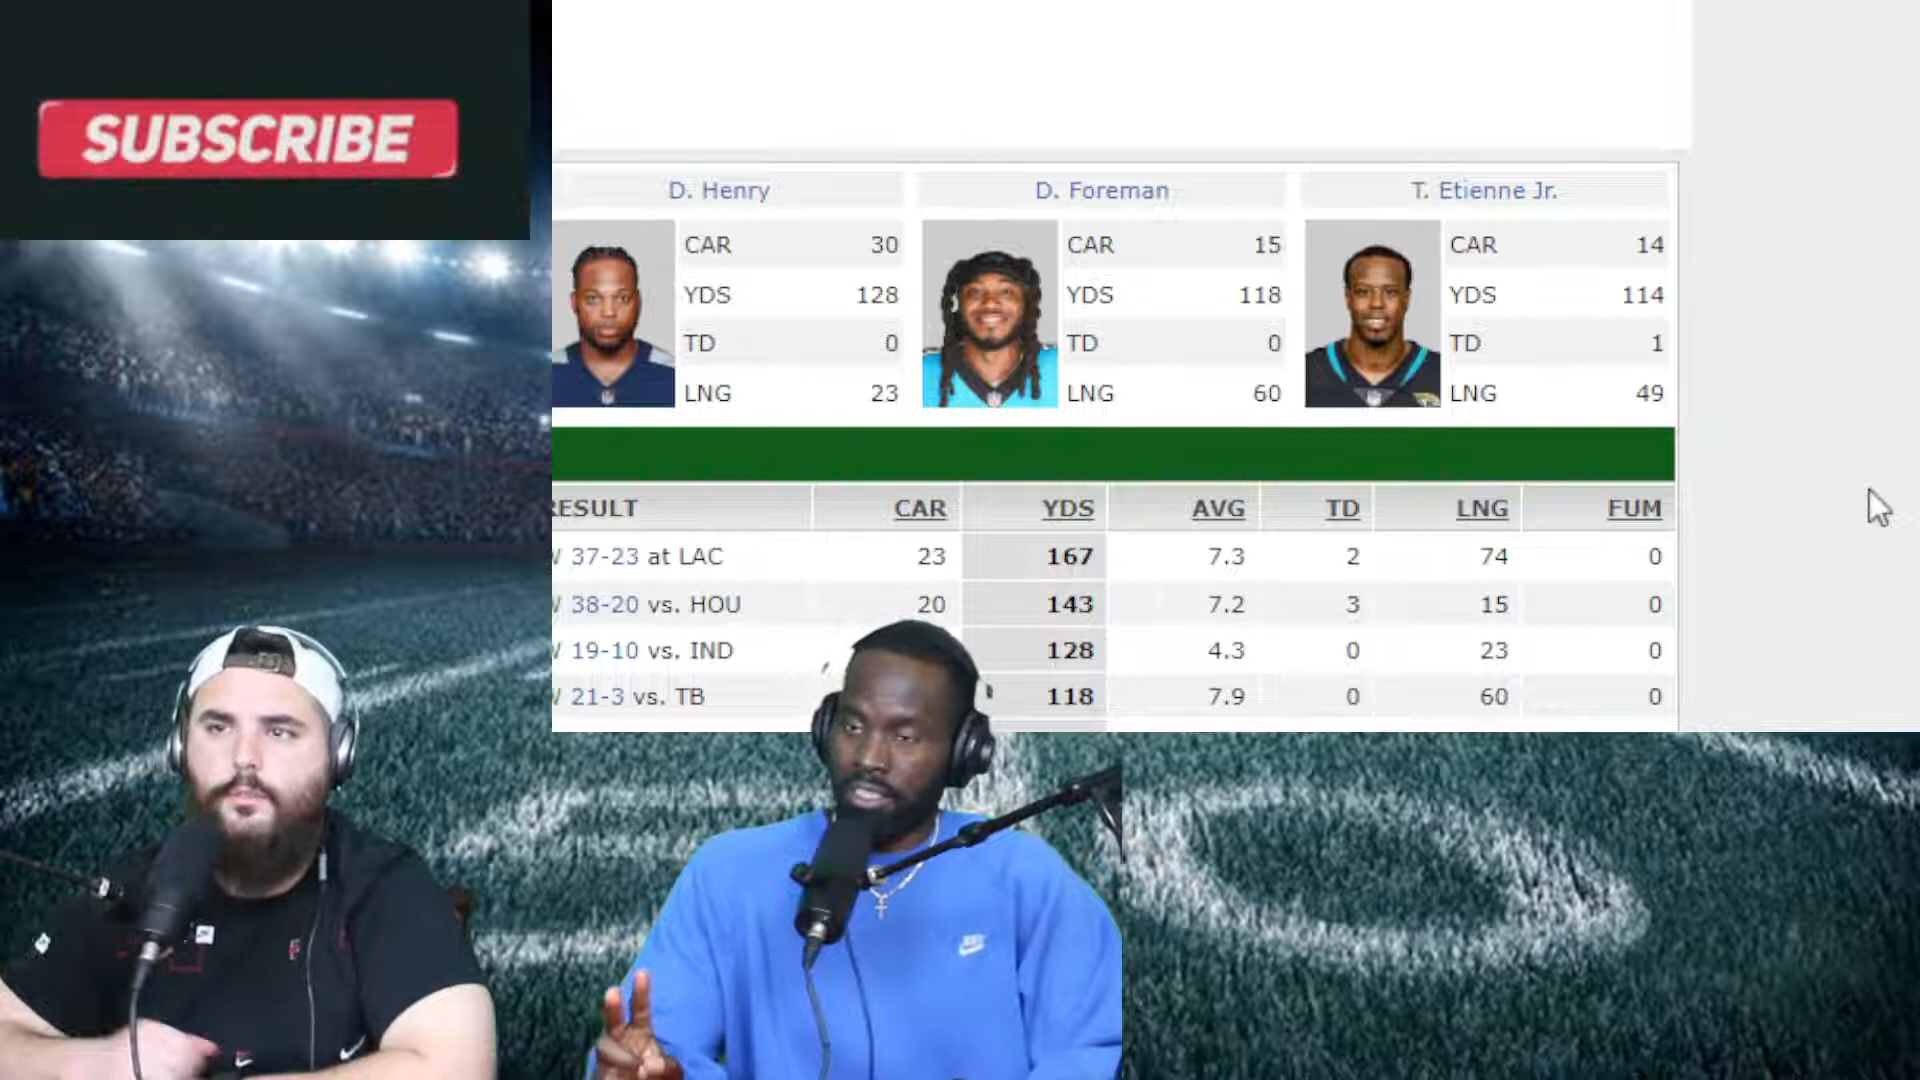 SUBSCRIBE
D. Henry
D. Foreman
T. Etienne Jr.
CAR 30
CAR 15
CAR 14
YDS 128
YDS 118
YDS 114
TD 0
TD 0
TD 1
LNG 23
LNG 60
LNG 49
RESULT CAR YDS AVG TD LNG FUM
W 37-23 at LAC 23 167 7.3 2 74 0
W 38-20 vs. HOU 20 143 7.2 3 15 0
W 19-10 vs. IND 128 4.3 0 23 0
W 21-3 vs. TB 118 7.9 0 60 0